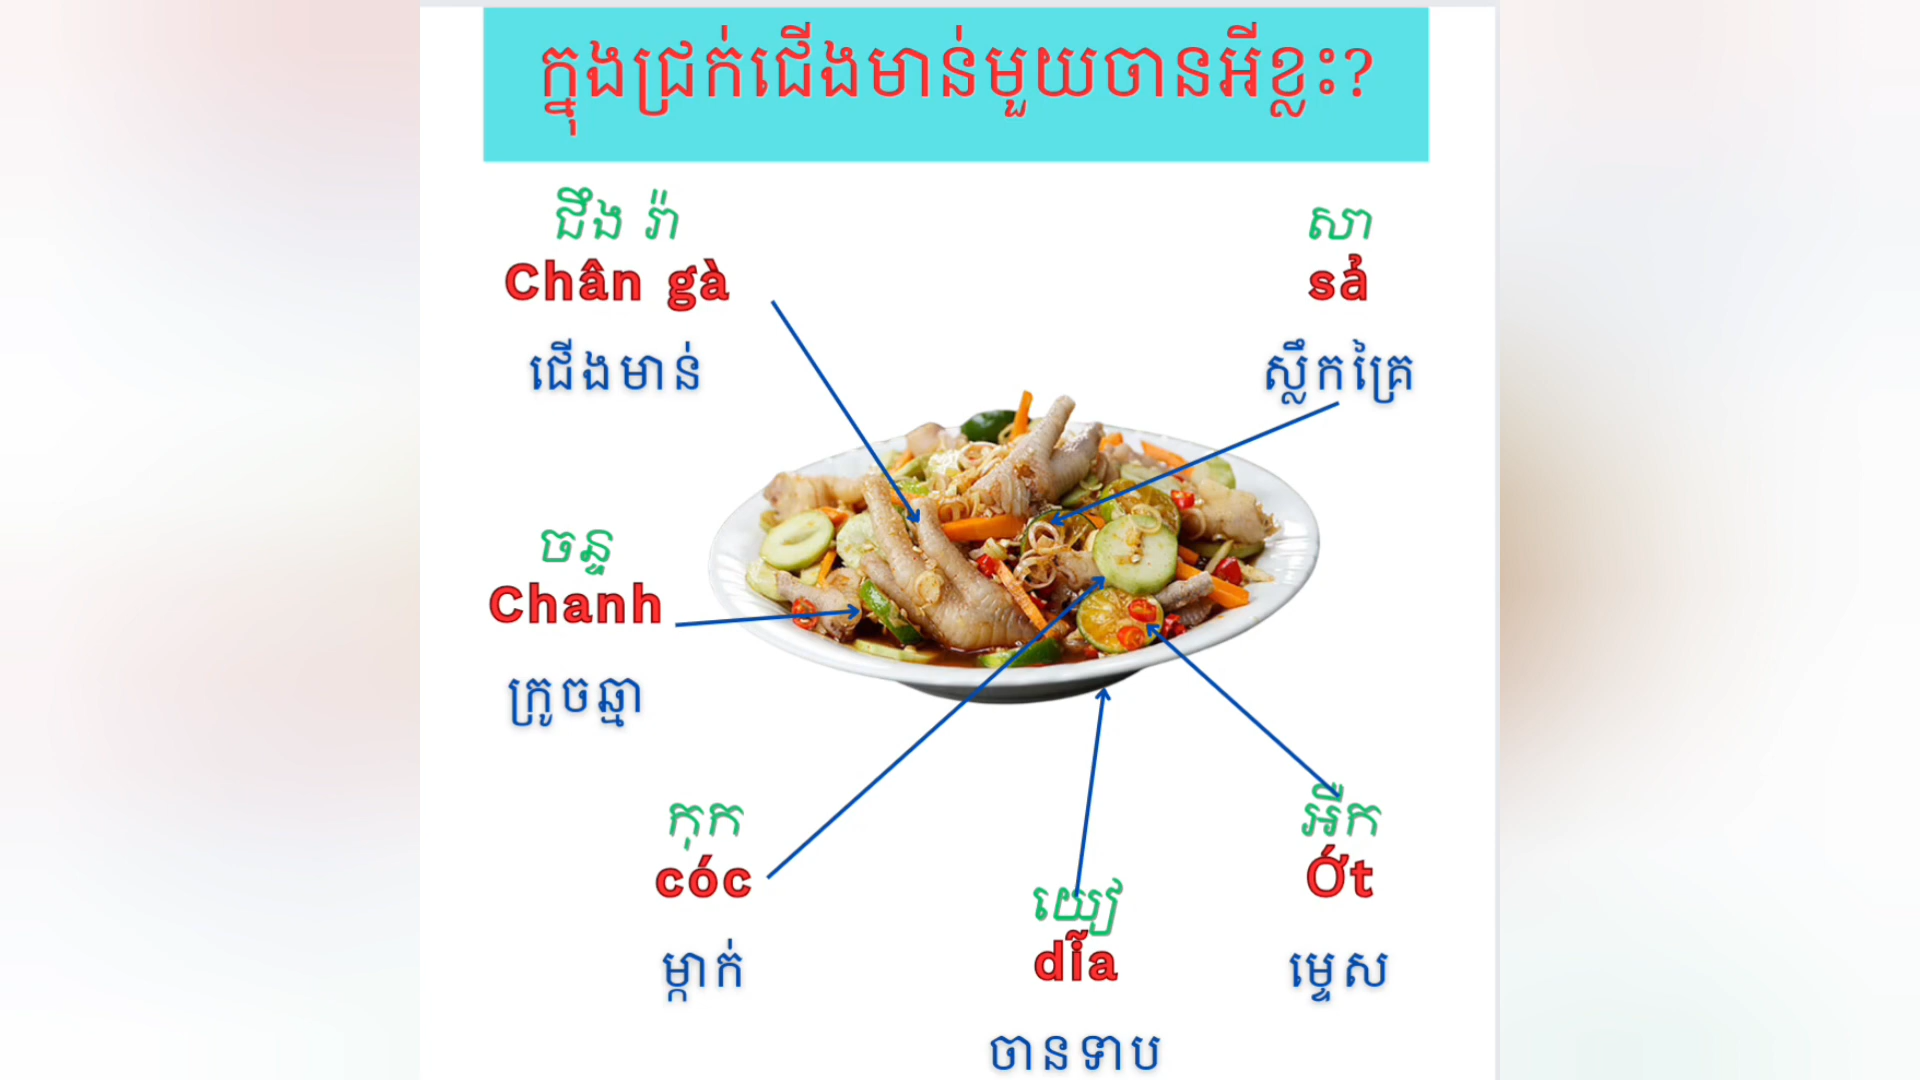 ក្នុងជ្រក់ជើងមាន់មួយចានអីខ្លះ?
ជឹង រ៉ា
Chân gà
ជើងមាន់
សា
sả
ស្លឹកគ្រៃ
ចន្ទ
Chanh
ក្រូចឆ្មា
កុក
cóc
ម្កាក់
យៀ
dĩa
ចានទាប
អឺក
Ớt
ម្ទេស